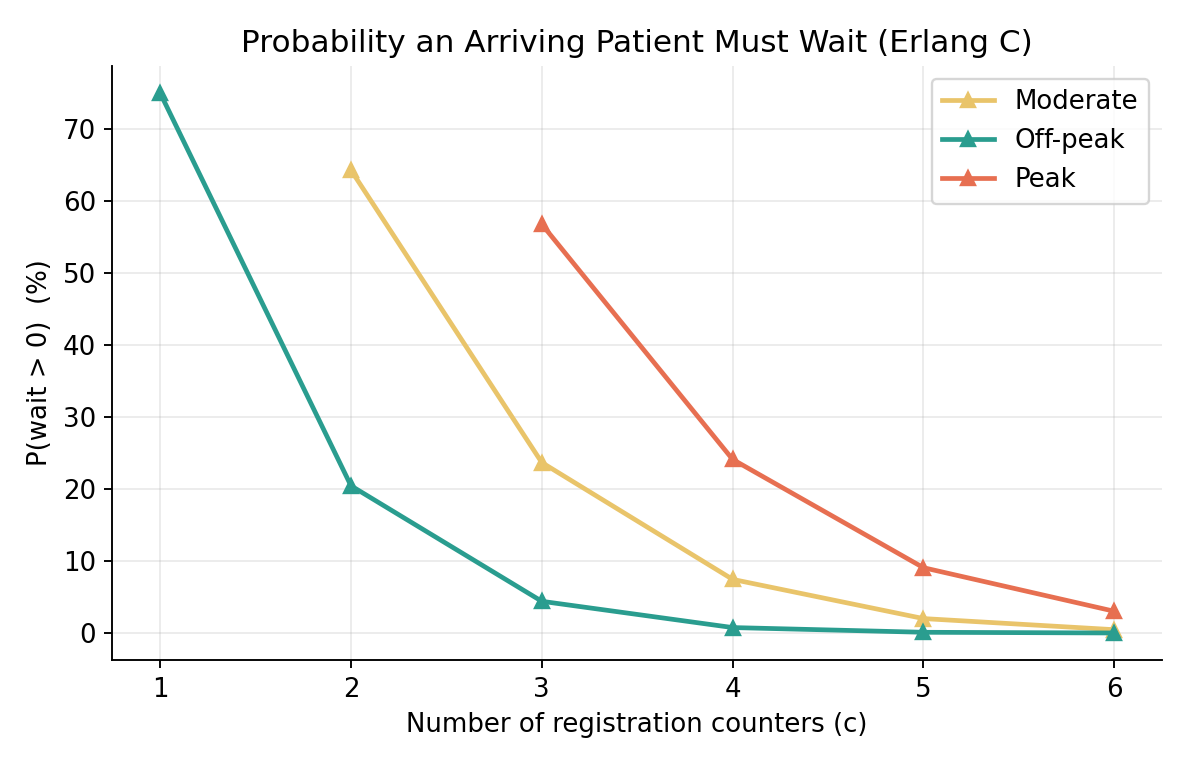 Probability an Arriving Patient Must Wait (Erlang C)
Moderate
Off-peak
Peak
P(wait > 0) (%)
70
60
50
40
30
20
10
0
1 2 3 4 5 6
Number of registration counters (c)